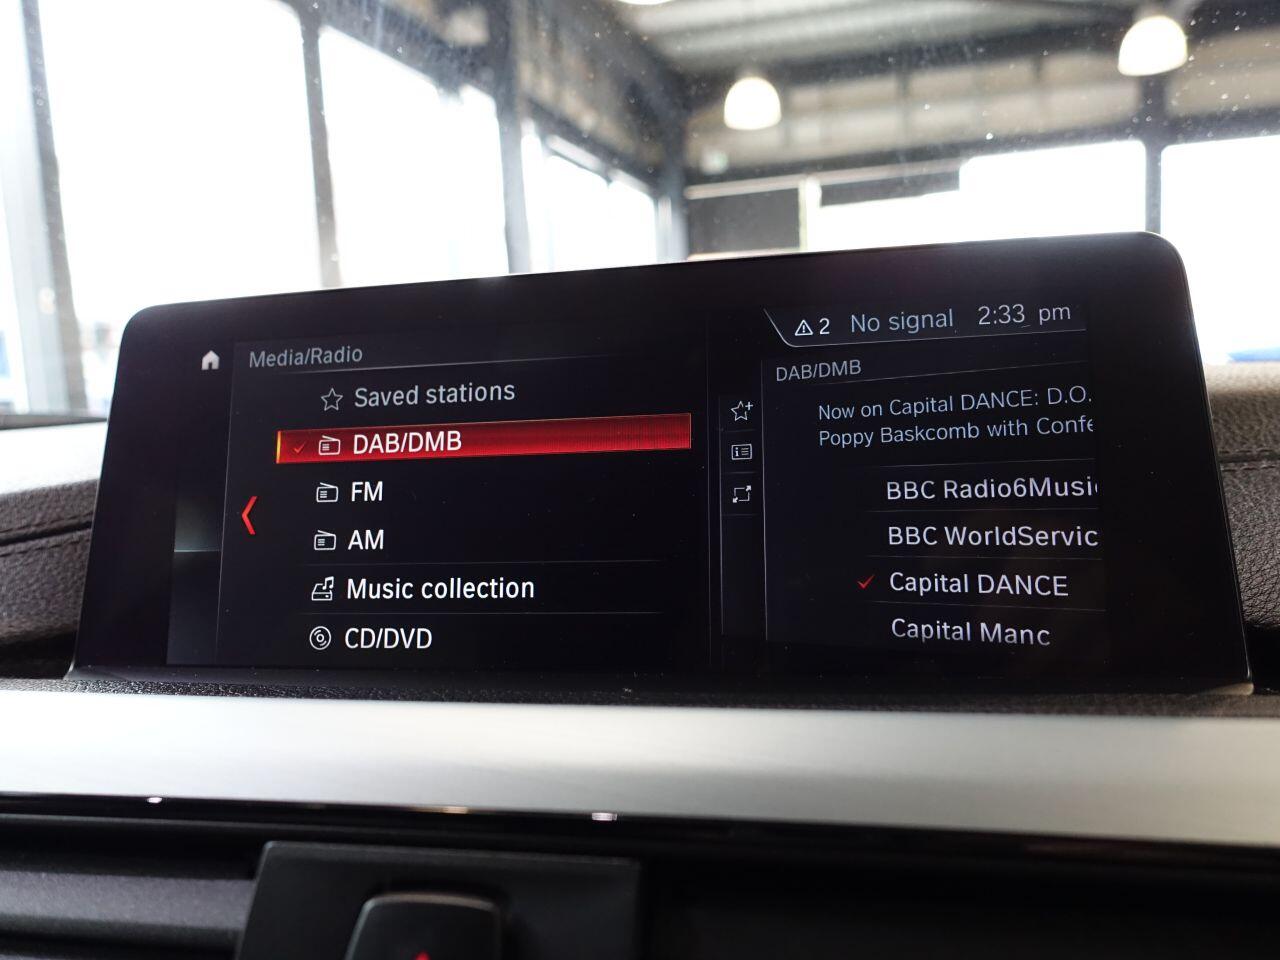 2 No signal 2:33 pm
Media/Radio
Saved stations
DAB/DMB
FM
AM
Music collection
CD/DVD
DAB/DMB
Now on Capital DANCE: D.O.
Poppy Baskcomb with Confe
BBC Radio6Musi
BBC WorldServic
Capital DANCE
Capital Manc